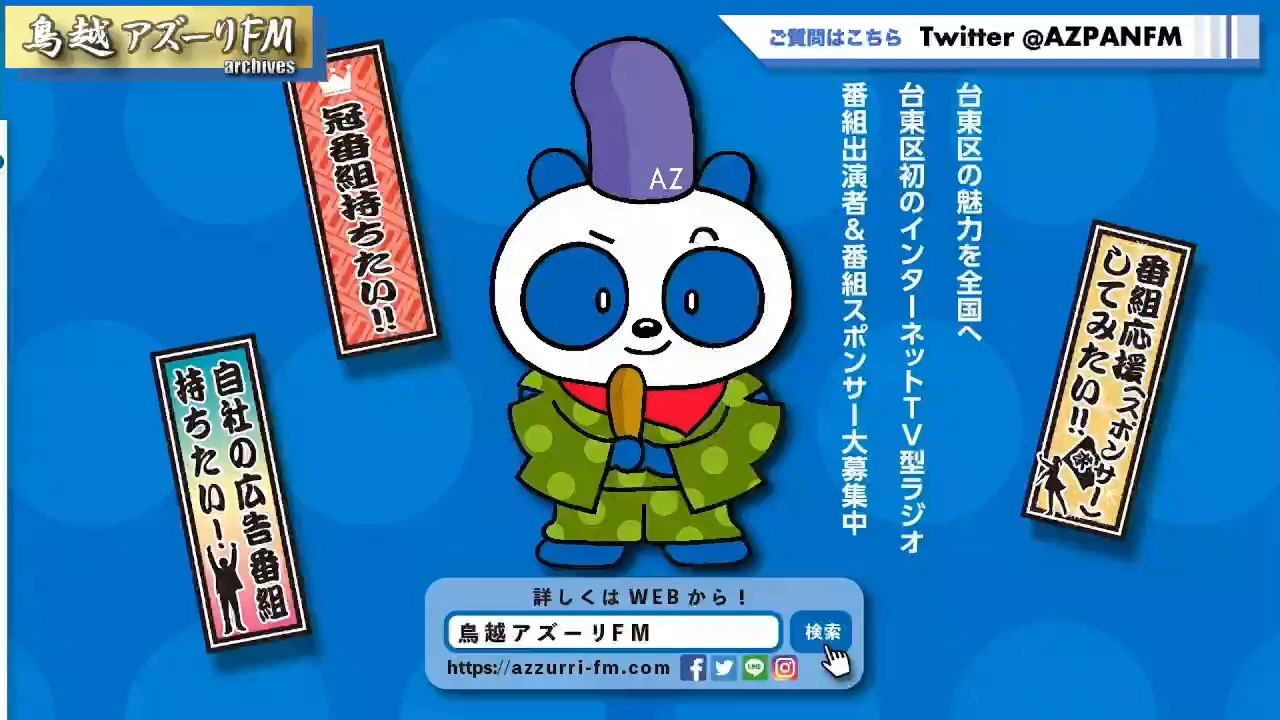 鳥越アズーリFM
archives
ご質問はこちら Twitter @AZPANFM
台東区の魅力を全国へ
台東区初のインターネットTV型ラジオ
番組出演者&番組スポンサー大募集中
冠番組持ちたい!!
自社の広告番組
持ちたい!
番組応援(スポンサー)
してみたい!!
AZ
詳しくはWEBから!
鳥越アズーリFM
検索
https://azzurri-fm.com
LINE